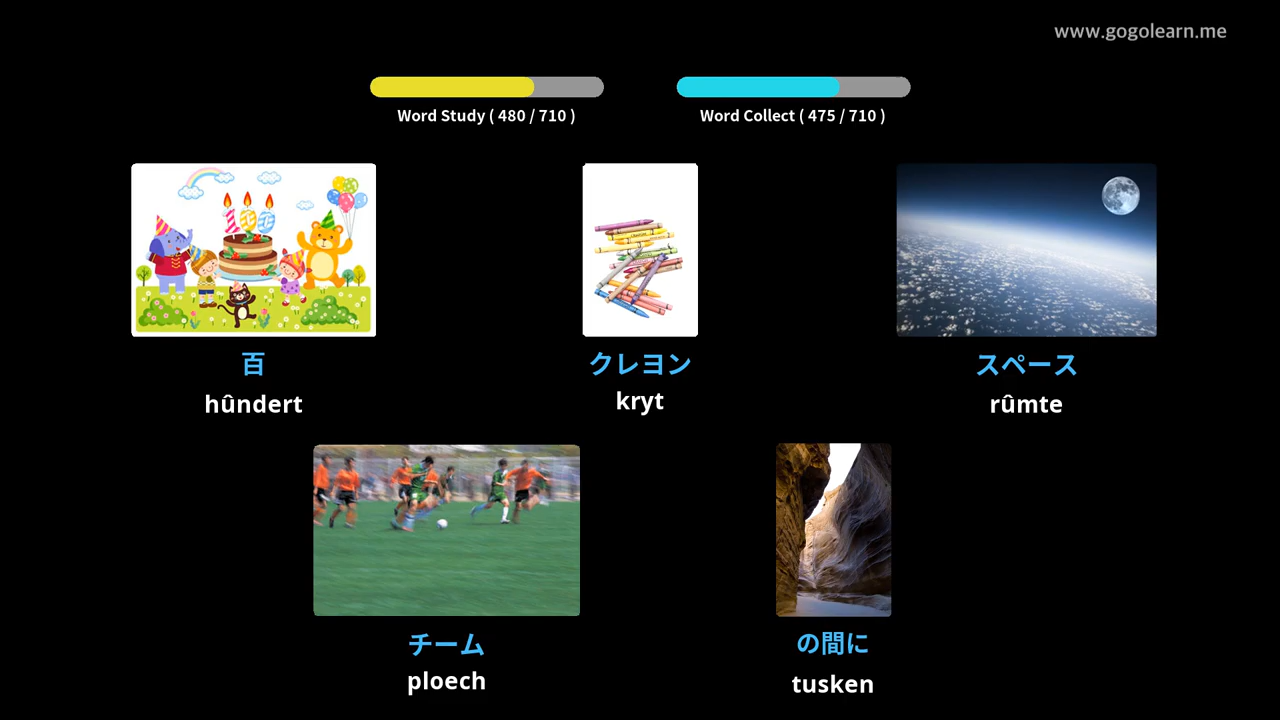 www.gogolearn.me
Word Study ( 480 / 710 )
Word Collect ( 475 / 710 )
100
百
hûndert
クレヨン
kryt
スペース
rûmte
チーム
ploech
の間に
tusken